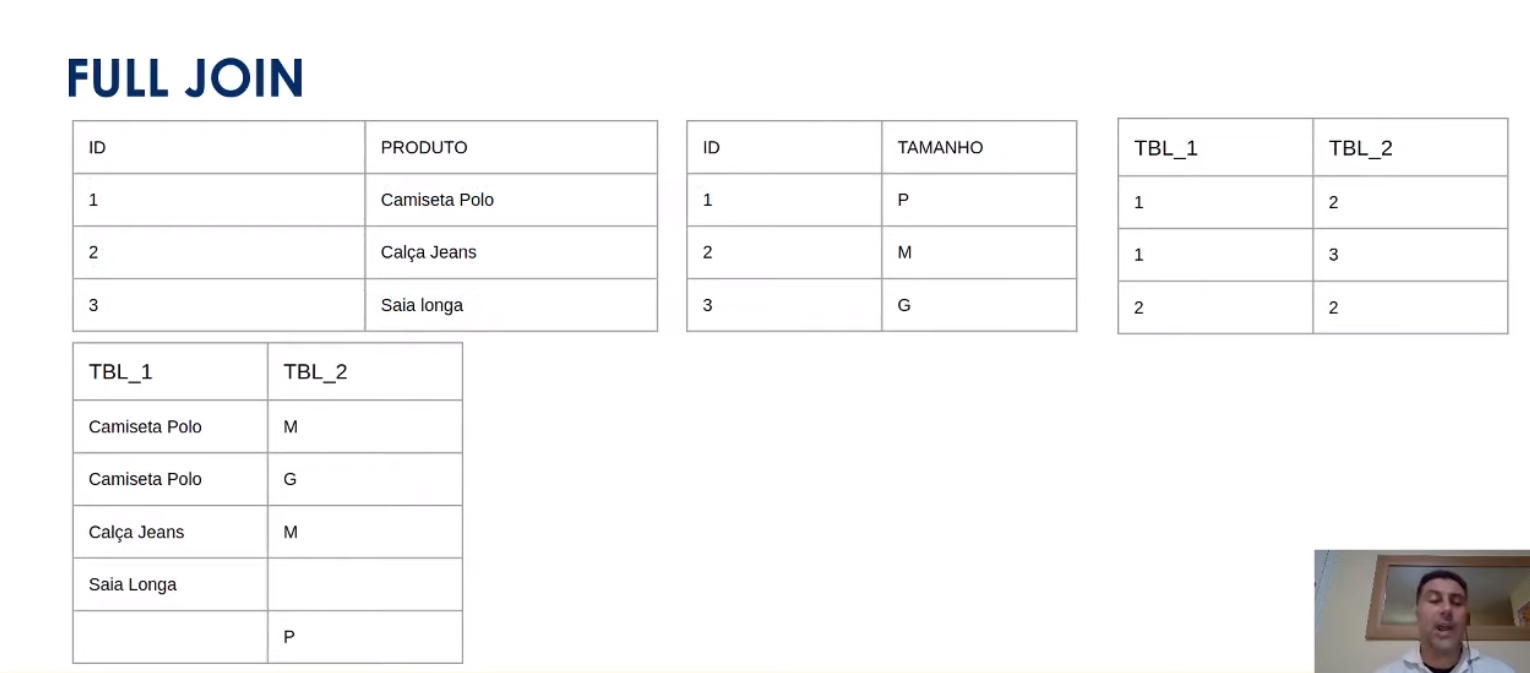 FULL JOIN
ID PRODUTO
1 Camiseta Polo
2 Calça Jeans
3 Saia longa
ID TAMANHO
1 P
2 M
3 G
TBL_1 TBL_2
1 2
1 3
2 2
TBL_1 TBL_2
Camiseta Polo M
Camiseta Polo G
Calça Jeans M
Saia Longa
P